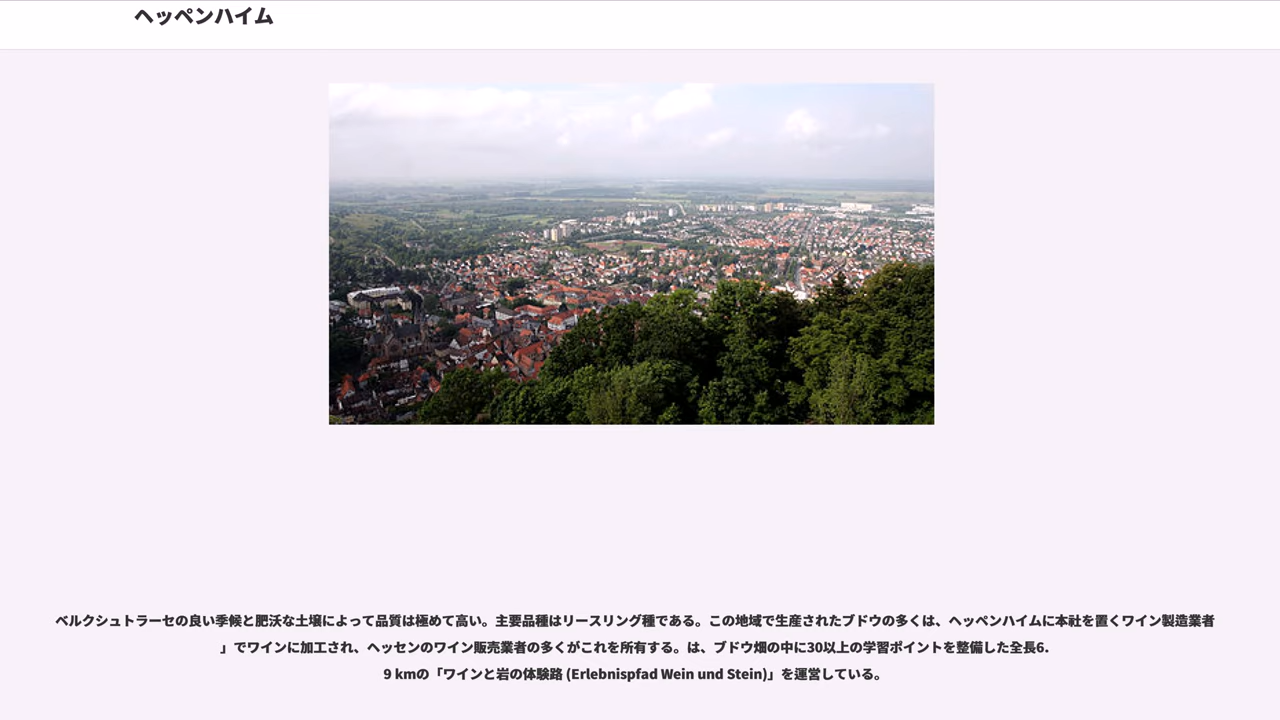 ヘッペンハイム
ベルクシュトラーセの良い季候と肥沃な土壌によって品質は極めて高い。主要品種はリースリング種である。この地域で生産されたブドウの多くは、ヘッペンハイムに本社を置くワイン製造業者
」でワインに加工され、ヘッセンのワイン販売業者の多くがこれを所有する。は、ブドウ畑の中に30以上の学習ポイントを整備した全長6.
9 kmの「ワインと岩の体験路 (Erlebnispfad Wein und Stein)」を運営している。